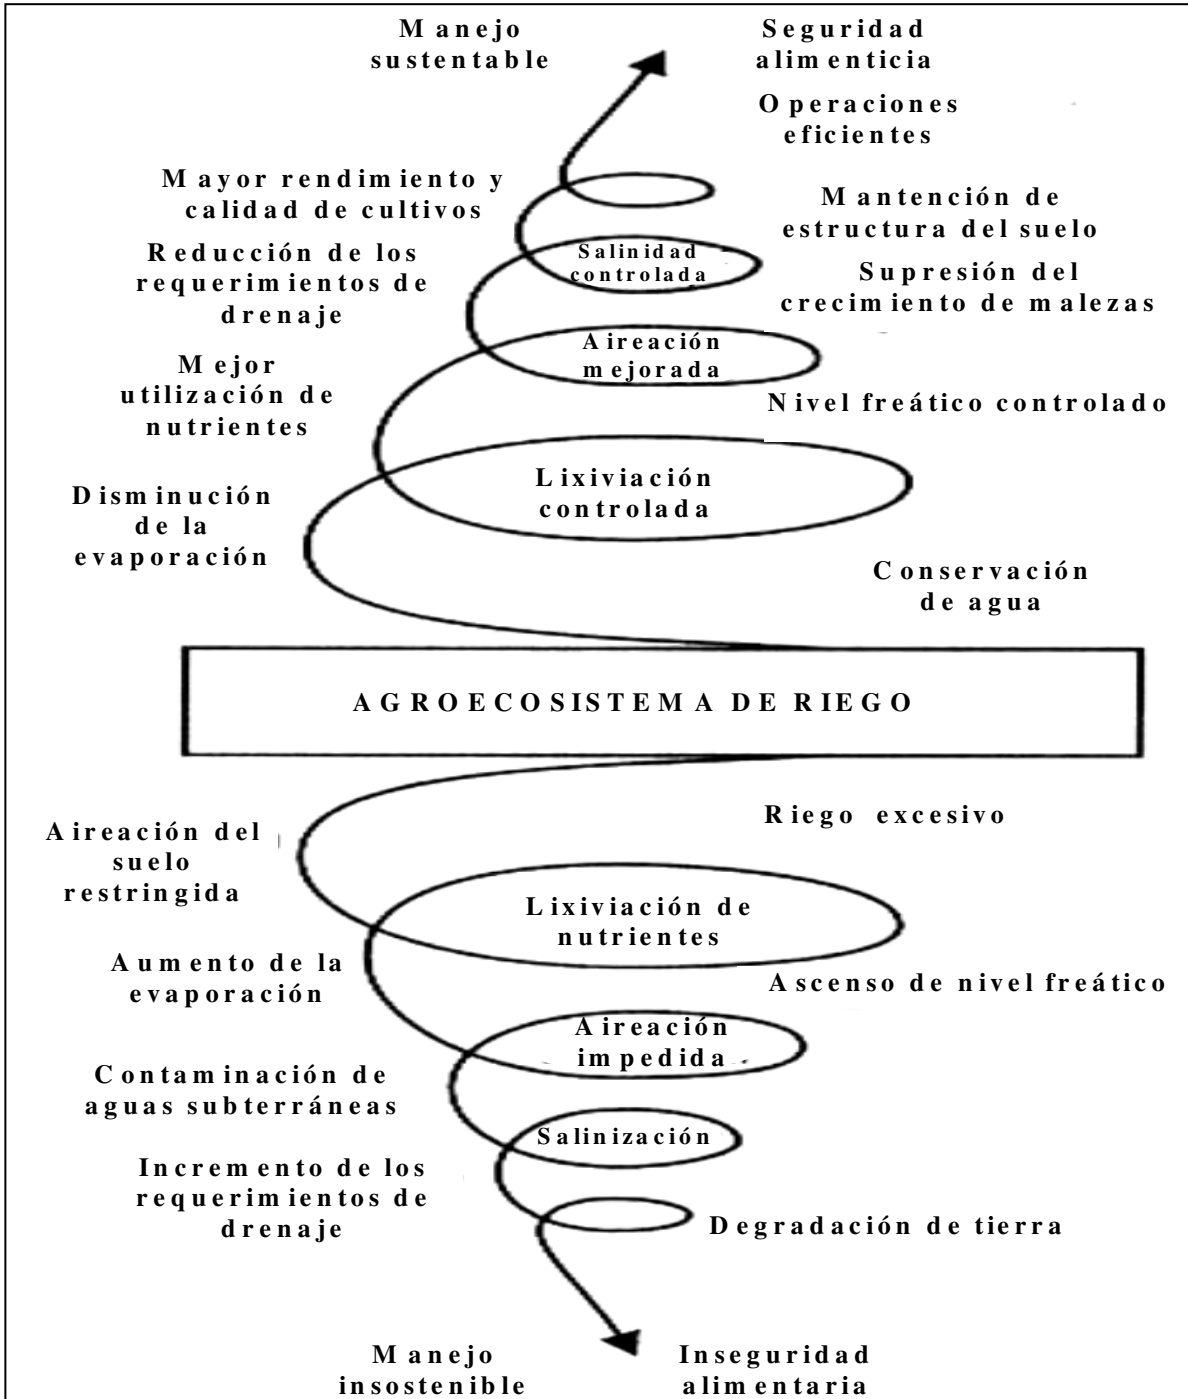 Manejo
sustentable
Seguridad
alimenticia
Operaciones
eficientes
Mayor rendimiento y
calidad de cultivos
Mantención de
estructura del suelo
Reducción de los
requerimientos de
drenaje
Salinidad
controlada
Supresión del
crecimiento de malezas
Aireación
mejorada
Mejor
utilización de
nutrientes
Nivel freático controlado
Lixiviación
controlada
Disminución
de la
evaporación
Conservación
de agua
AGROECOSISTEMA DE RIEGO
Riego excesivo
Aireación del
suelo
restringida
Lixiviación de
nutrientes
Aumento de la
evaporación
Ascenso de nivel freático
Aireación
impedida
Contaminación de
aguas subterráneas
Salinización
Incremento de los
requerimientos de
drenaje
Degradación de tierra
Manejo
insostenible
Inseguridad
alimentaria